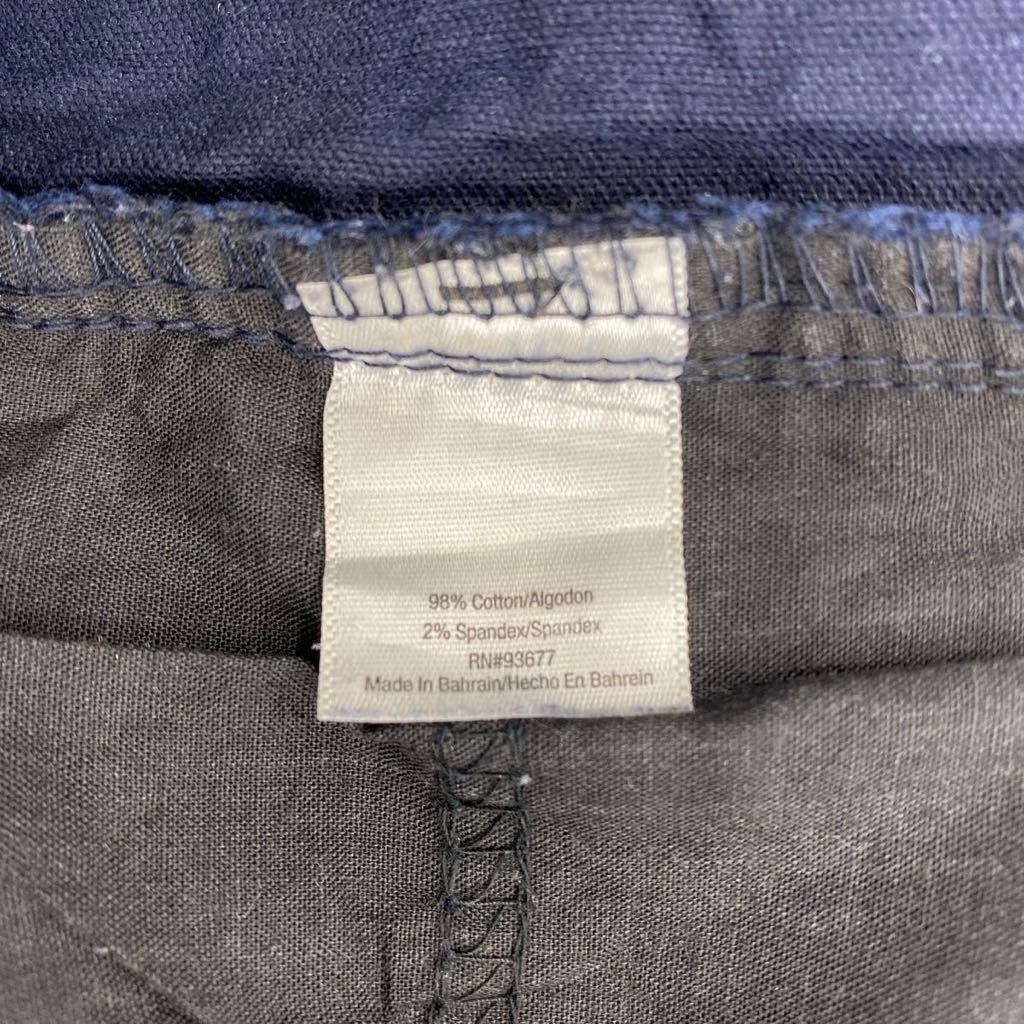 98% Cotton/Algodon
2% Spandex/Spandex
RN#93677
Made In Bahrain/Hecho En Bahrein